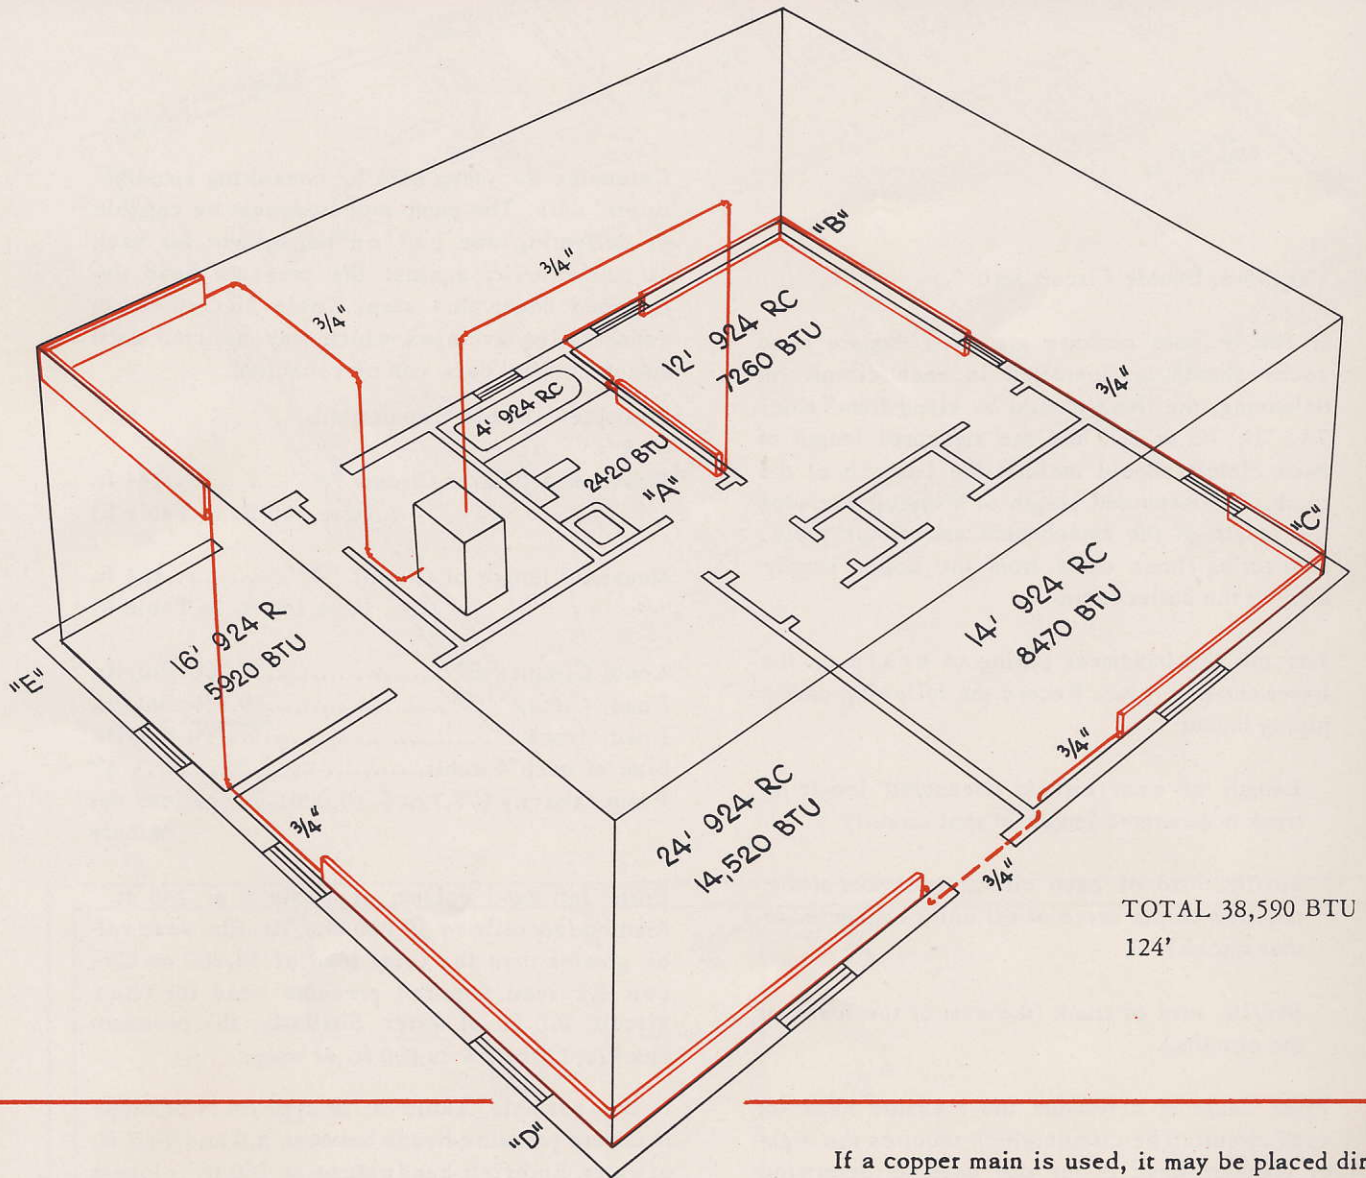 "B"
3/4"
3/4"
12' 924 RC
7260 BTU
3/4"
4' 924 RC
2420 BTU
"A"
"C"
16' 924 R
5920 BTU
14' 924 RC
8470 BTU
"E"
3/4"
3/4"
24' 924 RC
14,520 BTU
3/4"
TOTAL 38,590 BTU
124'
"D"
If a copper main is used, it may be placed dir